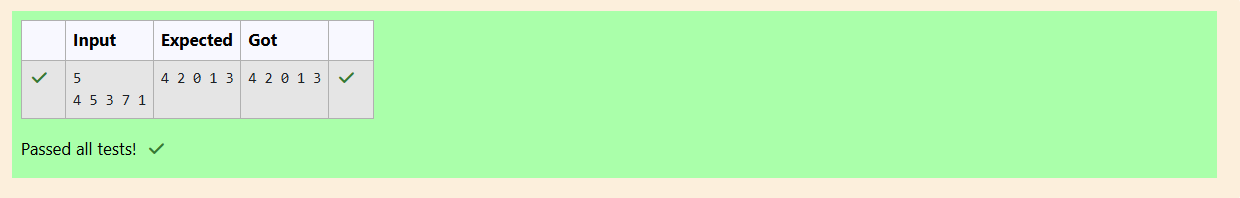 Input Expected Got
5 4 2 0 1 3 4 2 0 1 3
4 5 3 7 1
Passed all tests!